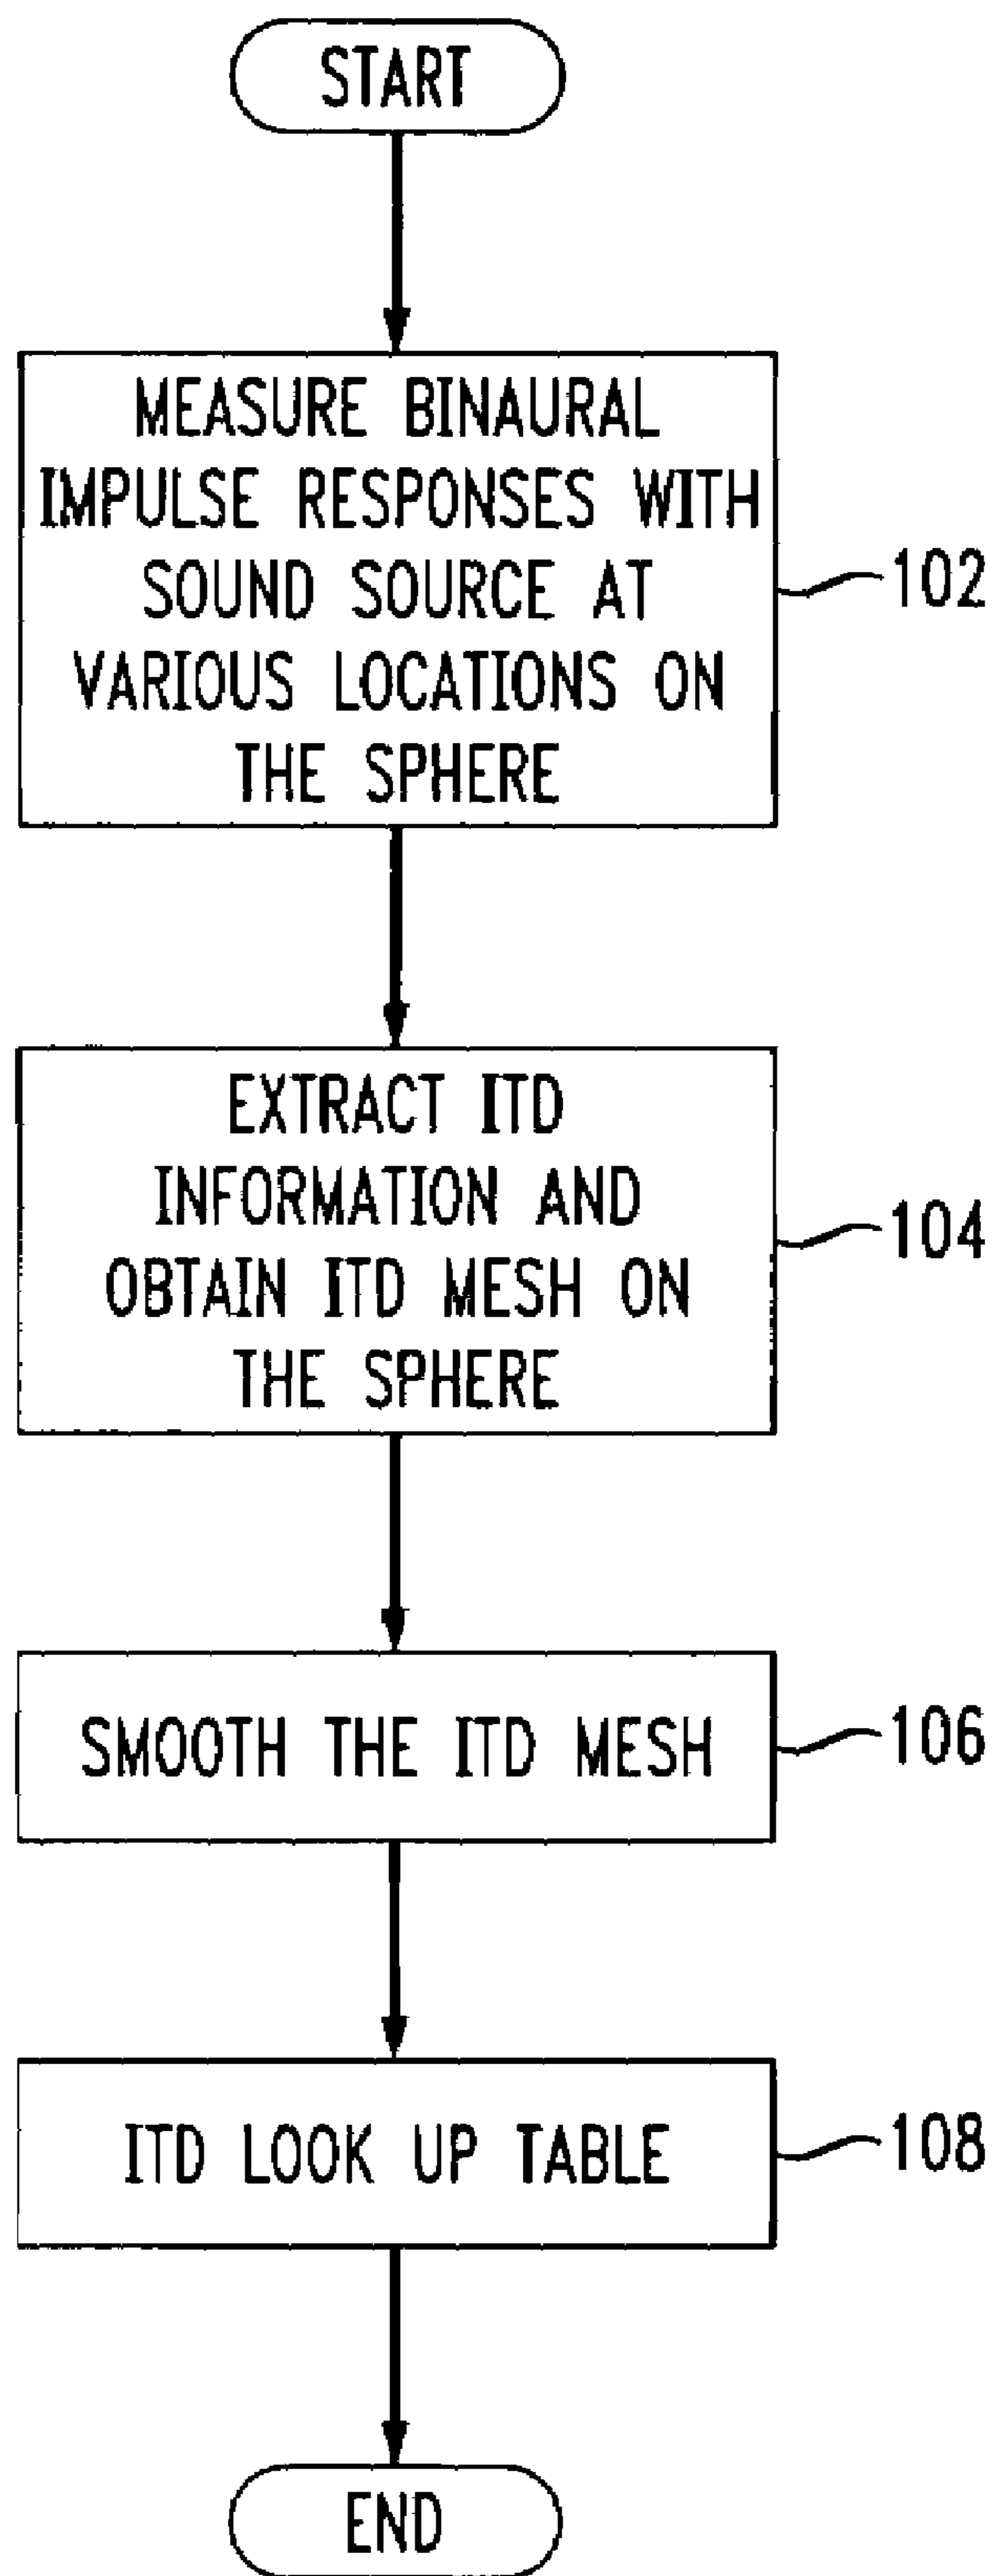 START
MEASURE BINAURAL
IMPULSE RESPONSES WITH
SOUND SOURCE AT
VARIOUS LOCATIONS ON
THE SPHERE
102
EXTRACT ITD
INFORMATION AND
OBTAIN ITD MESH ON
THE SPHERE
104
SMOOTH THE ITD MESH
106
ITD LOOK UP TABLE
108
END